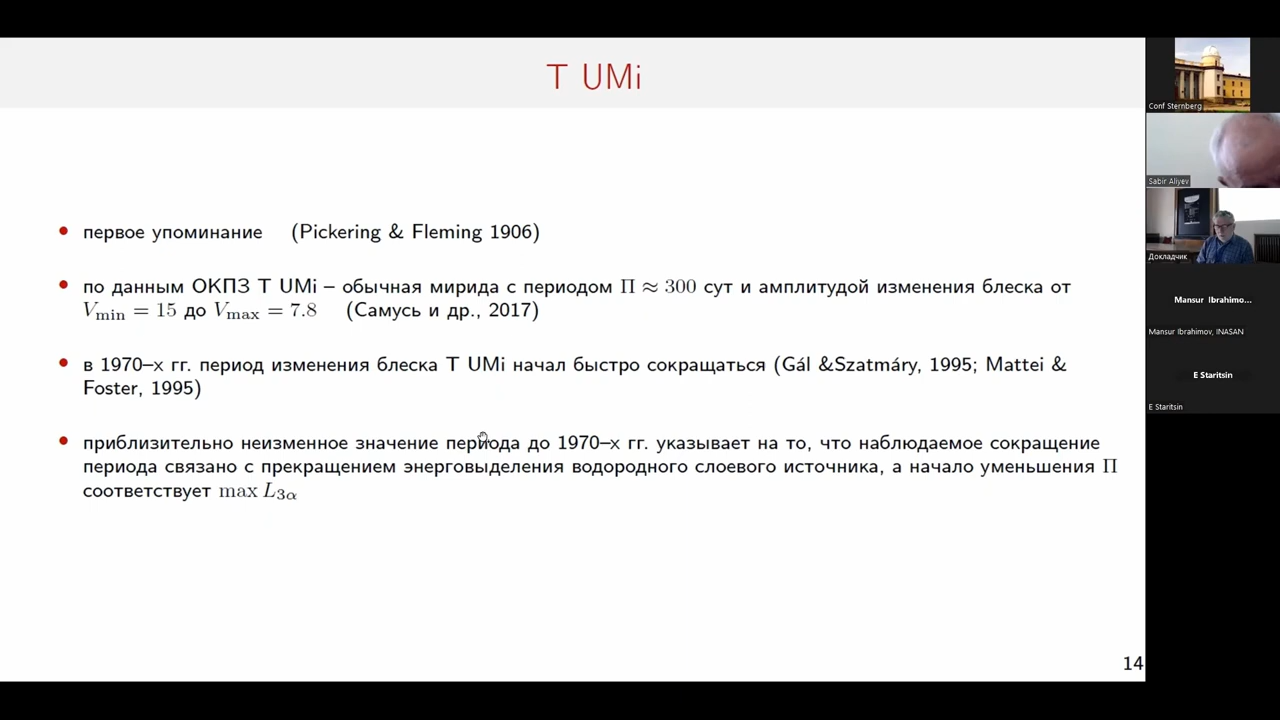 T UMi
первое упоминание (Pickering & Fleming 1906)
по данным ОКПЗ T UMi – обычная мирида с периодом Π ≈ 300 сут и амплитудой изменения блеска от
V_min = 15 до V_max = 7.8 (Самусь и др., 2017)
в 1970–х гг. период изменения блеска T UMi начал быстро сокращаться (Gál &Szatmáry, 1995; Mattei &
Foster, 1995)
приблизительно неизменное значение периода до 1970–х гг. указывает на то, что наблюдаемое сокращение
периода связано с прекращением энерговыделения водородного слоевого источника, а начало уменьшения Π
соответствует max L_3α
14
Conf Sternberg
Sabir Aliyev
Докладчик
Mansur Ibrahimo...
Mansur Ibrahimov, INASAN
E Staritsin
E Staritsin